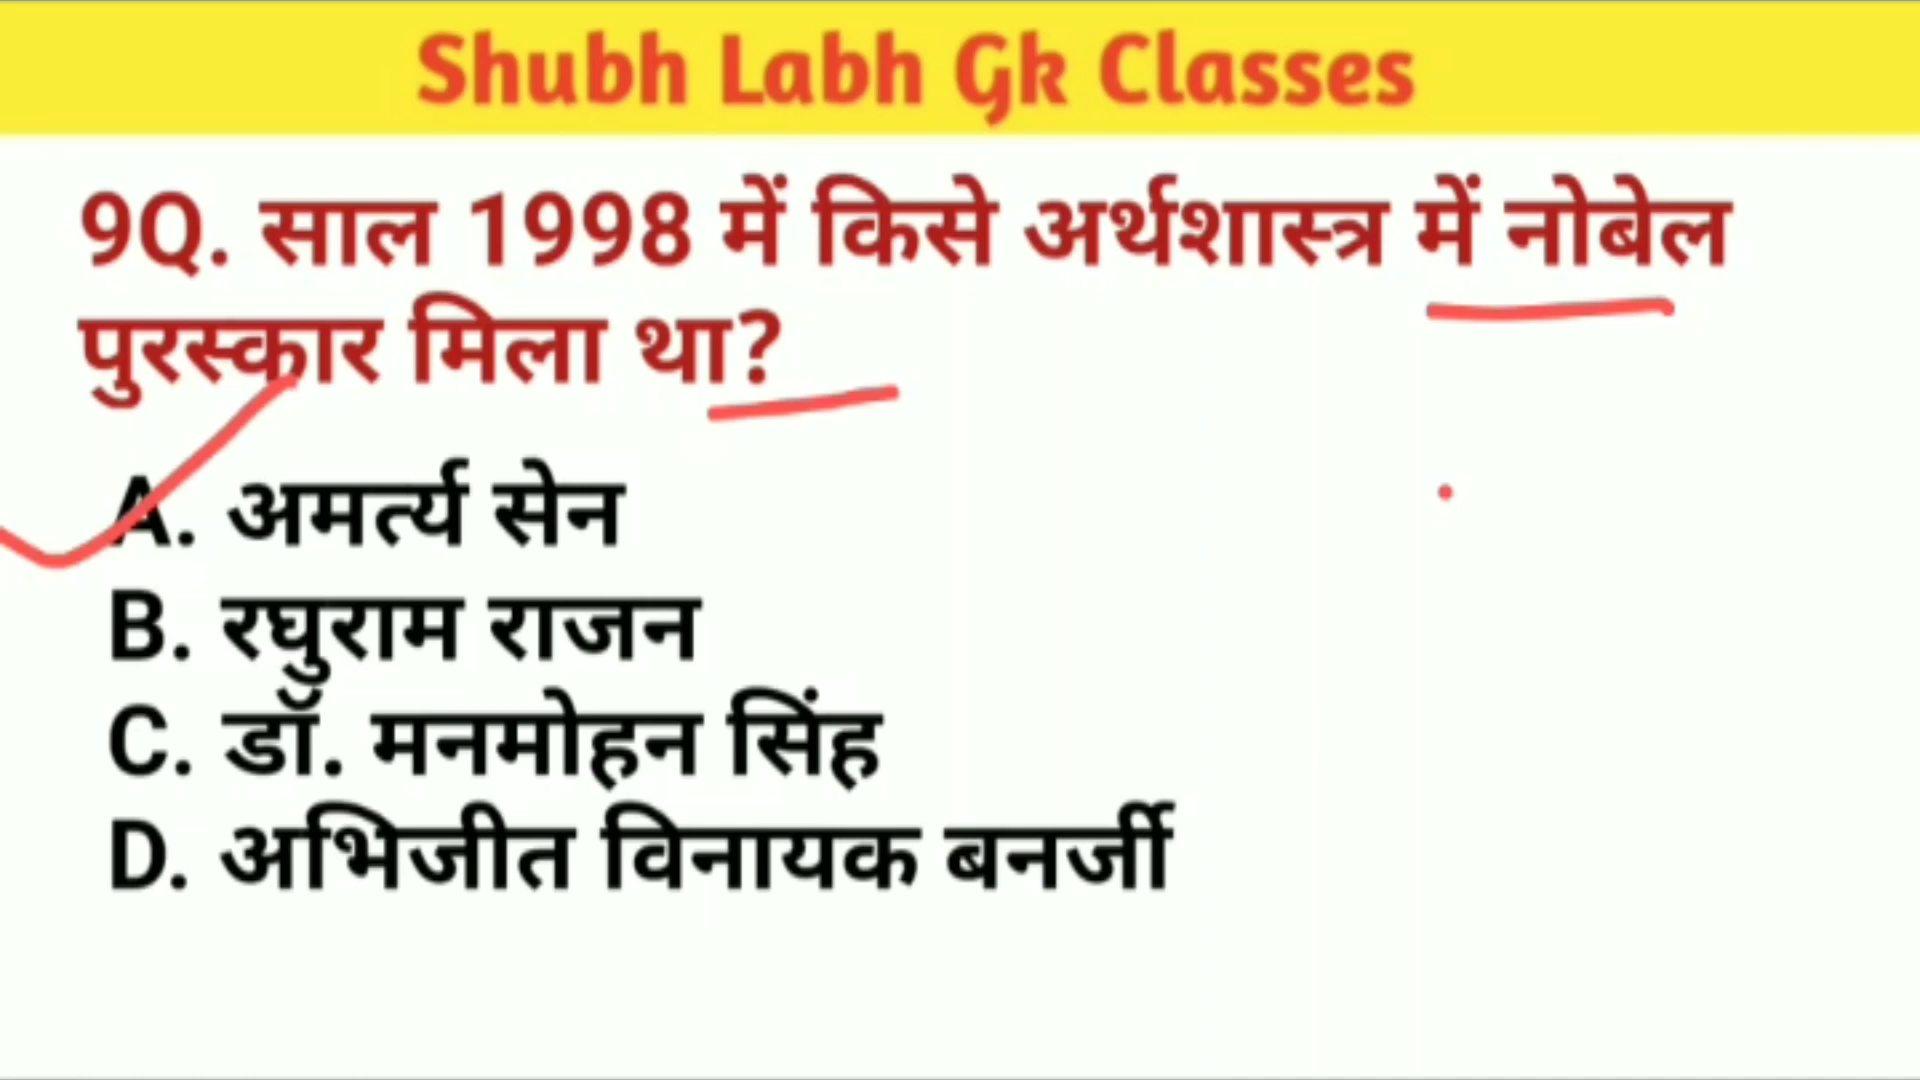 Shubh Labh Gk Classes
9Q. साल 1998 में किसे अर्थशास्त्र में नोबेल
पुरस्कार मिला था?
A. अमर्त्य सेन
B. रघुराम राजन
C. डॉ. मनमोहन सिंह
D. अभिजीत विनायक बनर्जी